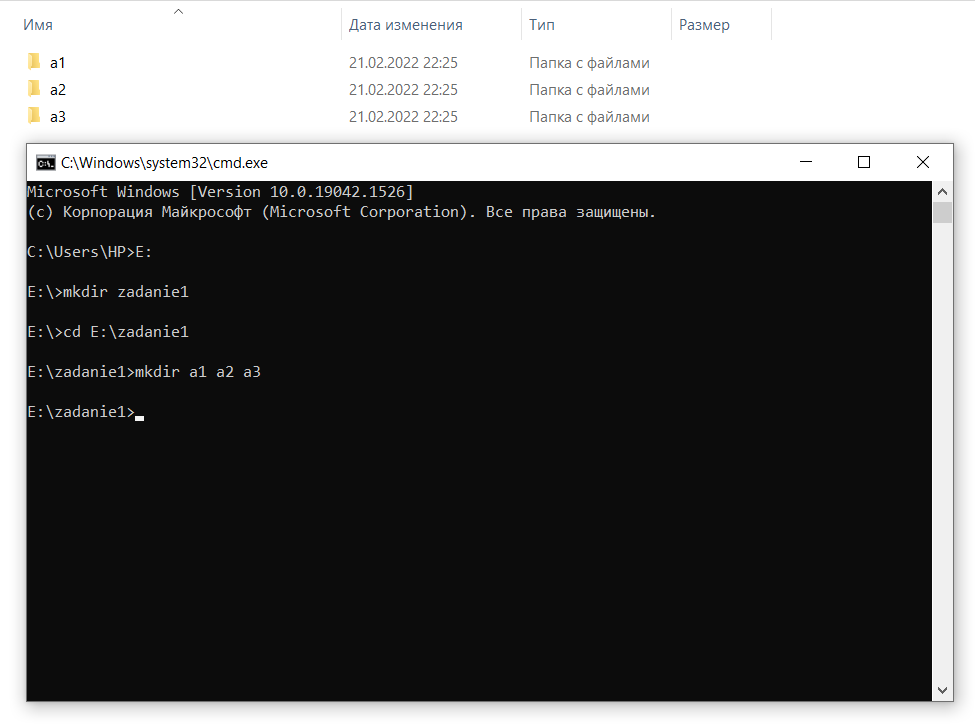 Имя Дата изменения Тип Размер
a1 21.02.2022 22:25 Папка с файлами
a2 21.02.2022 22:25 Папка с файлами
a3 21.02.2022 22:25 Папка с файлами
C:\Windows\system32\cmd.exe
Microsoft Windows [Version 10.0.19042.1526]
(c) Корпорация Майкрософт (Microsoft Corporation). Все права защищены.
C:\Users\HP>E:
E:\>mkdir zadanie1
E:\>cd E:\zadanie1
E:\zadanie1>mkdir a1 a2 a3
E:\zadanie1>